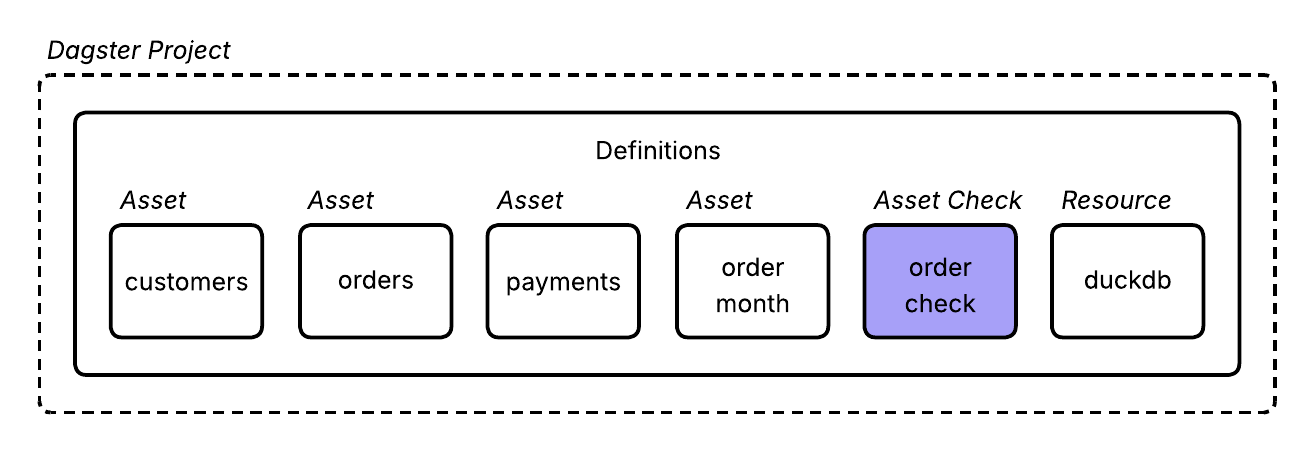 Dagster Project
Definitions
Asset
Asset
Asset
Asset
Asset Check
Resource
customers
orders
payments
order
month
order
check
duckdb